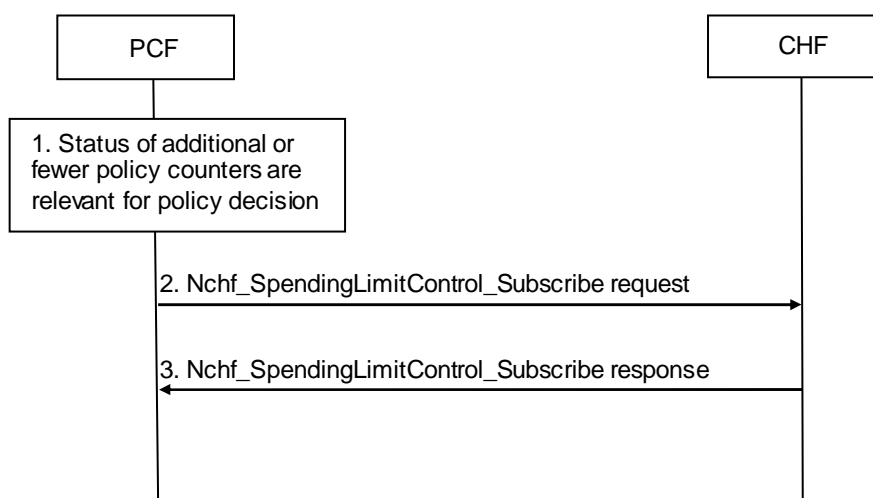 PCF
CHF
1. Status of additional or
fewer policy counters are
relevant for policy decision
2. Nchf_SpendingLimitControl_Subscribe request
3. Nchf_SpendingLimitControl_Subscribe response